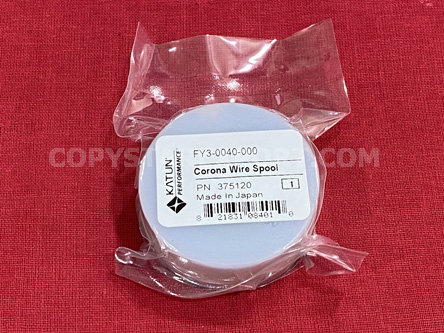 FY3-0040-000
KATUN
PERFORMANCE
Corona Wire Spool
PN 375120
1
Made In Japan
8 21831 08401 0